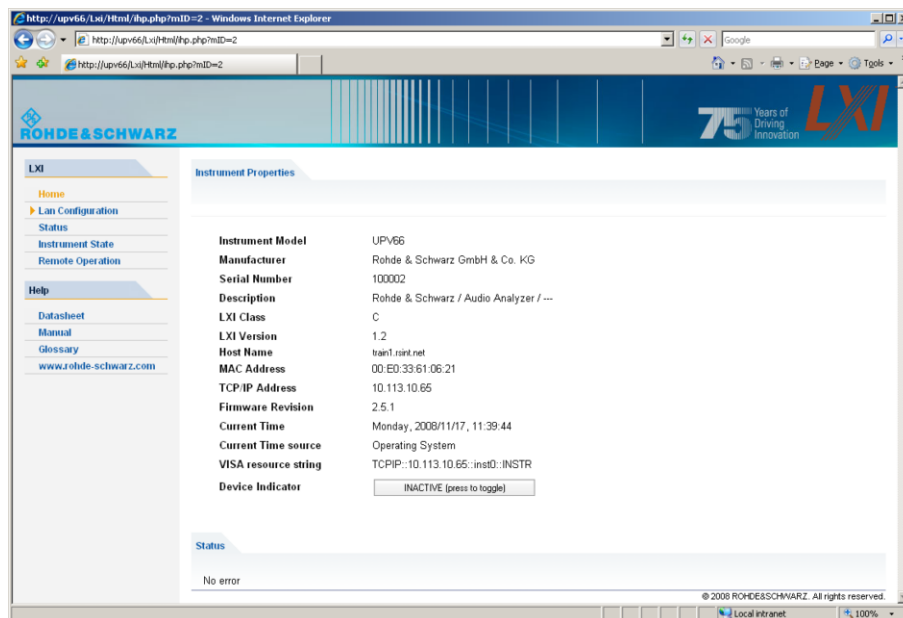 http://upv66/Lxi/Html/ihp.php?mID=2 - Windows Internet Explorer
http://upv66/Lxi/Html/ihp.php?mID=2
Google
http://upv66/Lxi/Html/ihp.php?mID=2
Page
Tools
ROHDE&SCHWARZ
75 Years of Driving Innovation
LXI
LXI
Home
Lan Configuration
Status
Instrument State
Remote Operation
Help
Datasheet
Manual
Glossary
www.rohde-schwarz.com
Instrument Properties
Instrument Model UPV66
Manufacturer Rohde & Schwarz GmbH & Co. KG
Serial Number 100002
Description Rohde & Schwarz / Audio Analyzer / ---
LXI Class C
LXI Version 1.2
Host Name train1.rsint.net
MAC Address 00:E0:33:61:06:21
TCP/IP Address 10.113.10.65
Firmware Revision 2.5.1
Current Time Monday, 2008/11/17, 11:39:44
Current Time source Operating System
VISA resource string TCPIP::10.113.10.65::inst0::INSTR
Device Indicator INACTIVE (press to toggle)
Status
No error
© 2008 ROHDE&SCHWARZ. All rights reserved.
Local intranet
100%